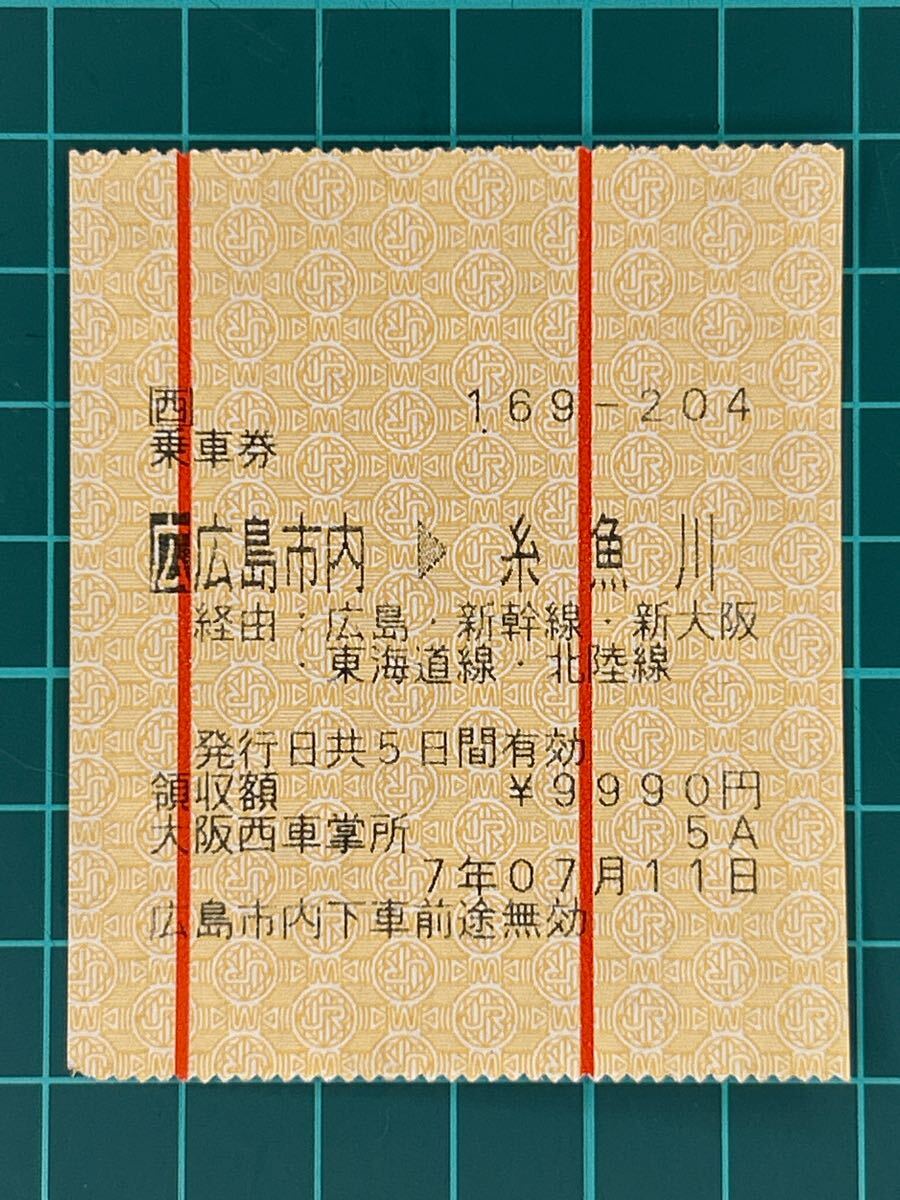 西 169-204
乗車券
広 広島市内 ▶ 糸魚川
経由:広島・新幹線・新大阪
・東海道線・北陸線
発行日共5日間有効
領収額 ¥9990円
大阪西車掌所 5A
7年07月11日
広島市内下車前途無効